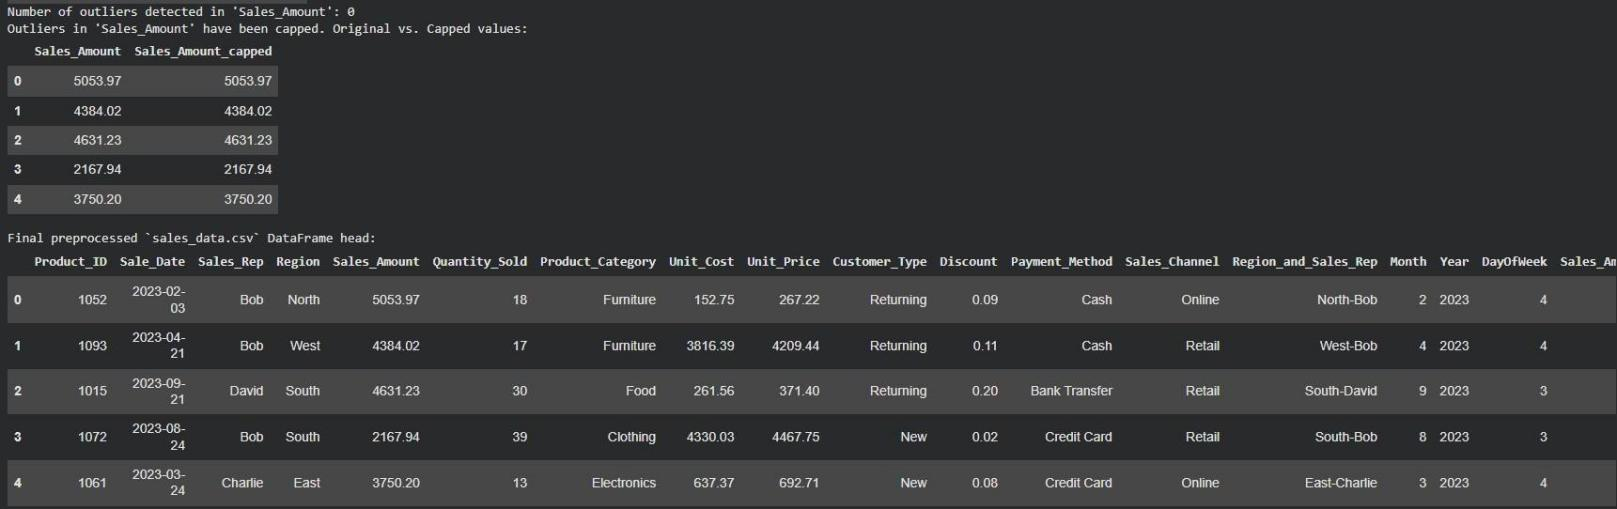 Number of outliers detected in 'Sales_Amount': 0
Outliers in 'Sales_Amount' have been capped. Original vs. Capped values:
Sales_Amount Sales_Amount_capped
0 5053.97 5053.97
1 4384.02 4384.02
2 4631.23 4631.23
3 2167.94 2167.94
4 3750.20 3750.20
Final preprocessed `sales_data.csv` DataFrame head:
Product_ID Sale_Date Sales_Rep Region Sales_Amount Quantity_Sold Product_Category Unit_Cost Unit_Price Customer_Type Discount Payment_Method Sales_Channel Region_and_Sales_Rep Month Year DayOfWeek Sales_Am
0 1052 2023-02-03 Bob North 5053.97 18 Furniture 152.75 267.22 Returning 0.09 Cash Online North-Bob 2 2023 4
1 1093 2023-04-21 Bob West 4384.02 17 Furniture 3816.39 4209.44 Returning 0.11 Cash Retail West-Bob 4 2023 4
2 1015 2023-09-21 David South 4631.23 30 Food 261.56 371.40 Returning 0.20 Bank Transfer Retail South-David 9 2023 3
3 1072 2023-08-24 Bob South 2167.94 39 Clothing 4330.03 4467.75 New 0.02 Credit Card Retail South-Bob 8 2023 3
4 1061 2023-03-24 Charlie East 3750.20 13 Electronics 637.37 692.71 New 0.08 Credit Card Online East-Charlie 3 2023 4